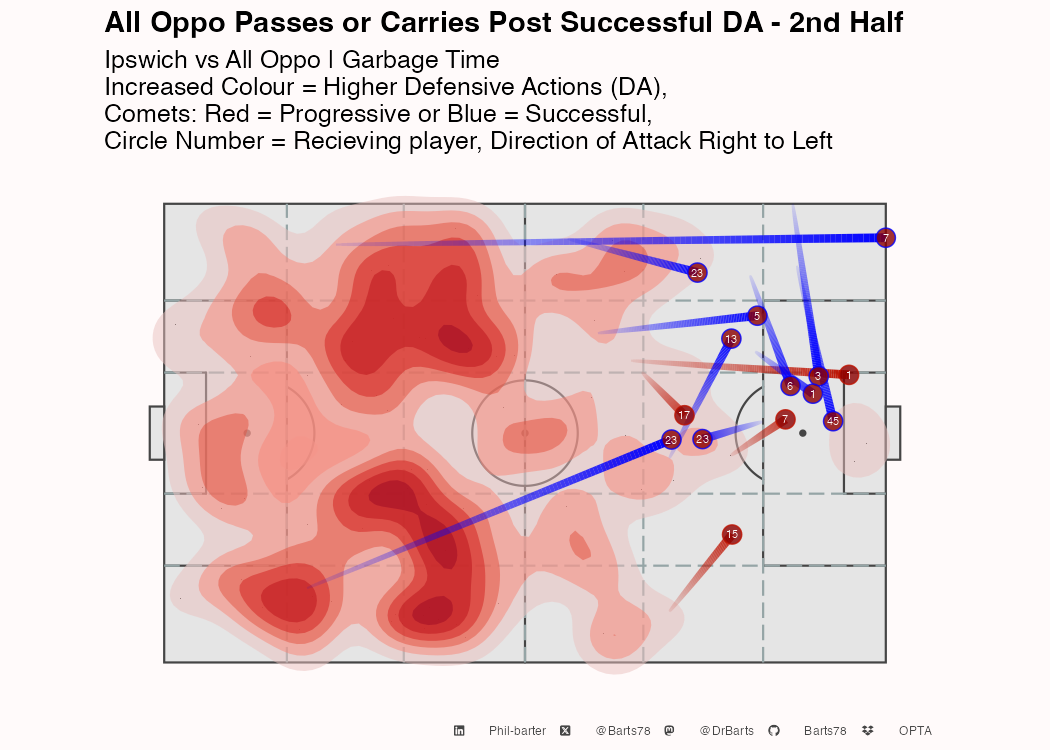 All Oppo Passes or Carries Post Successful DA - 2nd Half
Ipswich vs All Oppo | Garbage Time
Increased Colour = Higher Defensive Actions (DA),
Comets: Red = Progressive or Blue = Successful,
Circle Number = Recieving player, Direction of Attack Right to Left
7
23
5
13
3
1
6
1
17
7
45
23
23
15
Phil-barter @Barts78 @DrBarts Barts78 OPTA